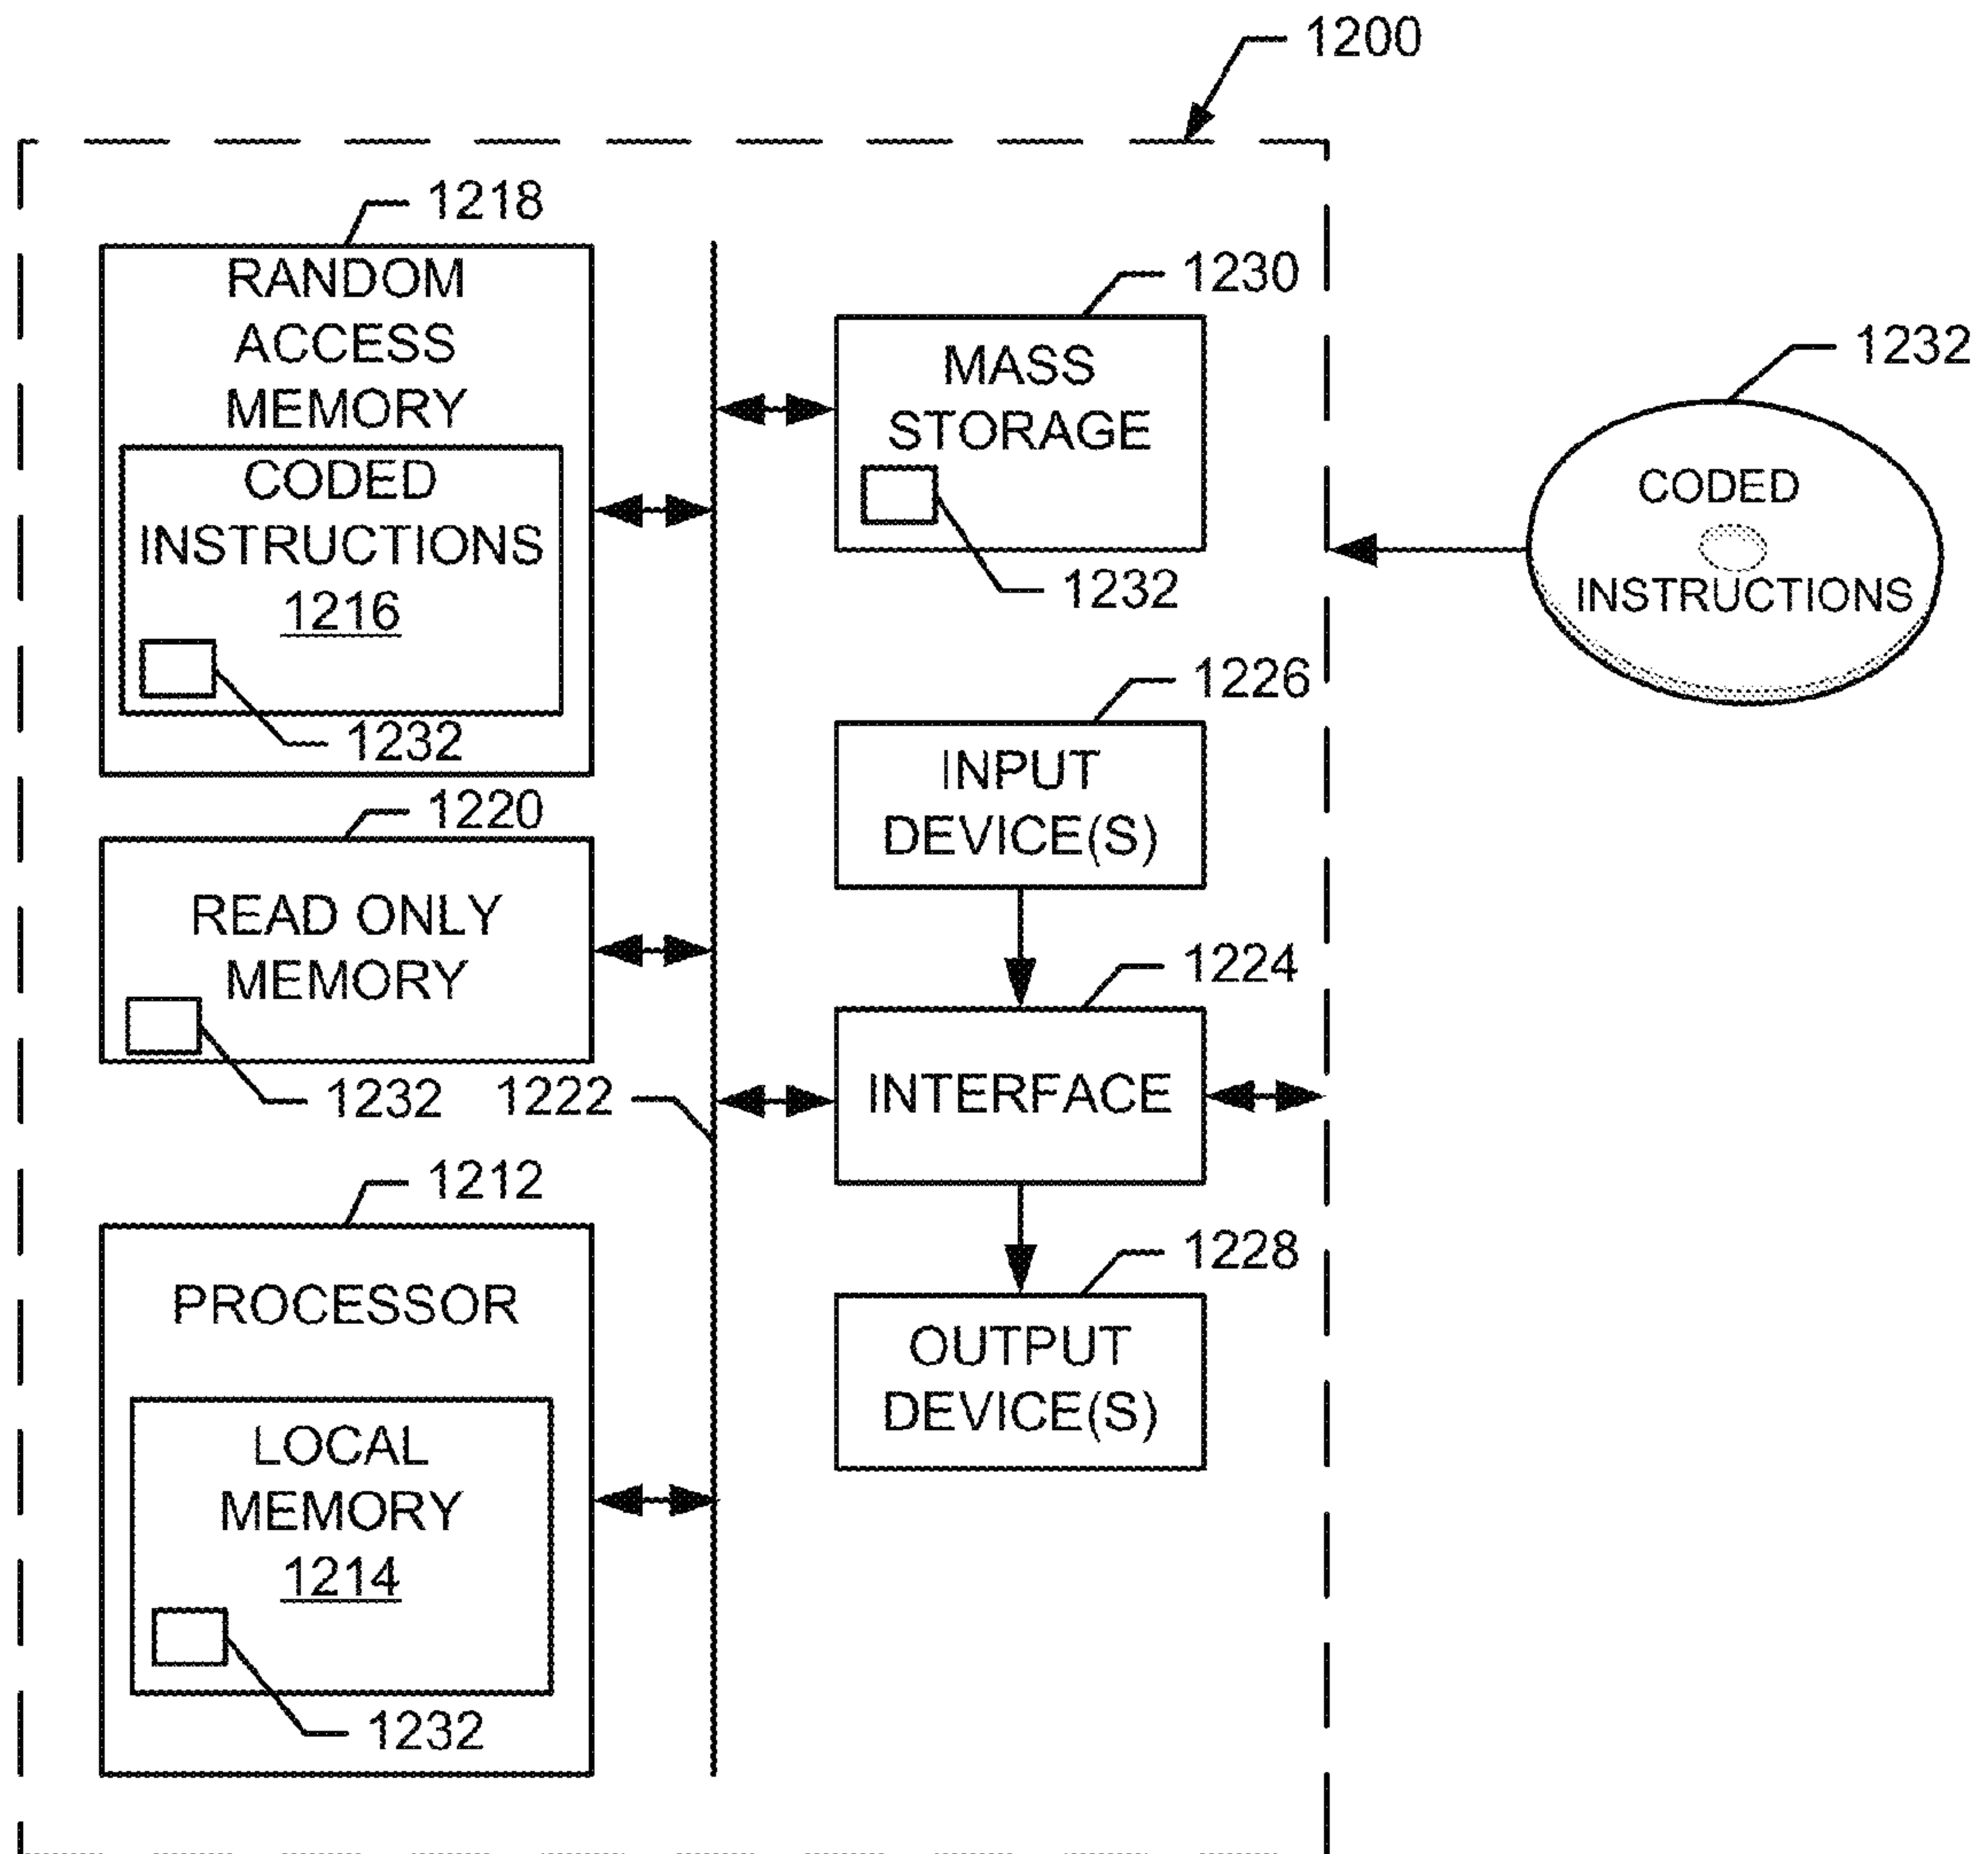 1200
1218
RANDOM
ACCESS
MEMORY
CODED
INSTRUCTIONS
1216
1232
1220
READ ONLY
MEMORY
1232
1222
1212
PROCESSOR
LOCAL
MEMORY
1214
1232
1230
MASS
STORAGE
1232
1226
INPUT
DEVICE(S)
1224
INTERFACE
1228
OUTPUT
DEVICE(S)
1232
CODED
INSTRUCTIONS